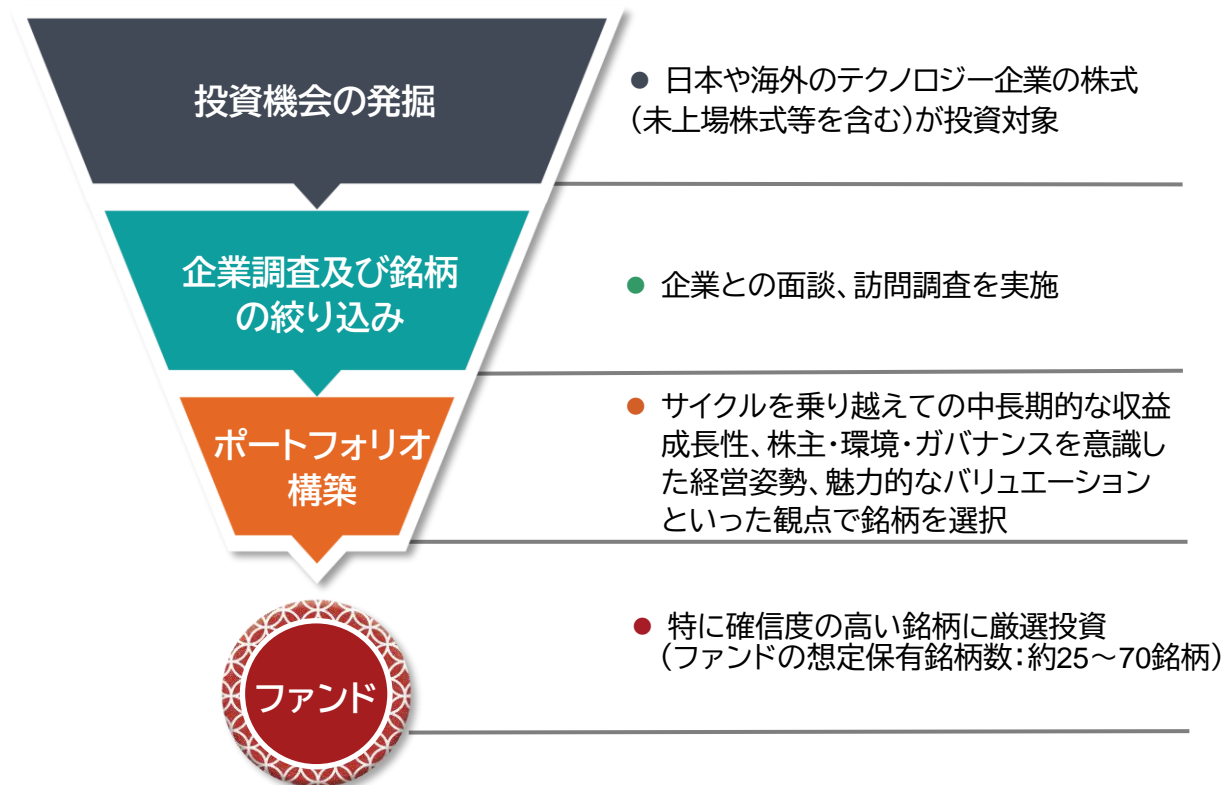 投資機会の発掘
● 日本や海外のテクノロジー企業の株式
（未上場株式等を含む）が投資対象
企業調査及び銘柄
の絞り込み
● 企業との面談、訪問調査を実施
ポートフォリオ
構築
● サイクルを乗り越えての中長期的な収益
成長性、株主・環境・ガバナンスを意識し
た経営姿勢、魅力的なバリュエーション
といった観点で銘柄を選択
ファンド
● 特に確信度の高い銘柄に厳選投資
（ファンドの想定保有銘柄数：約25～70銘柄）